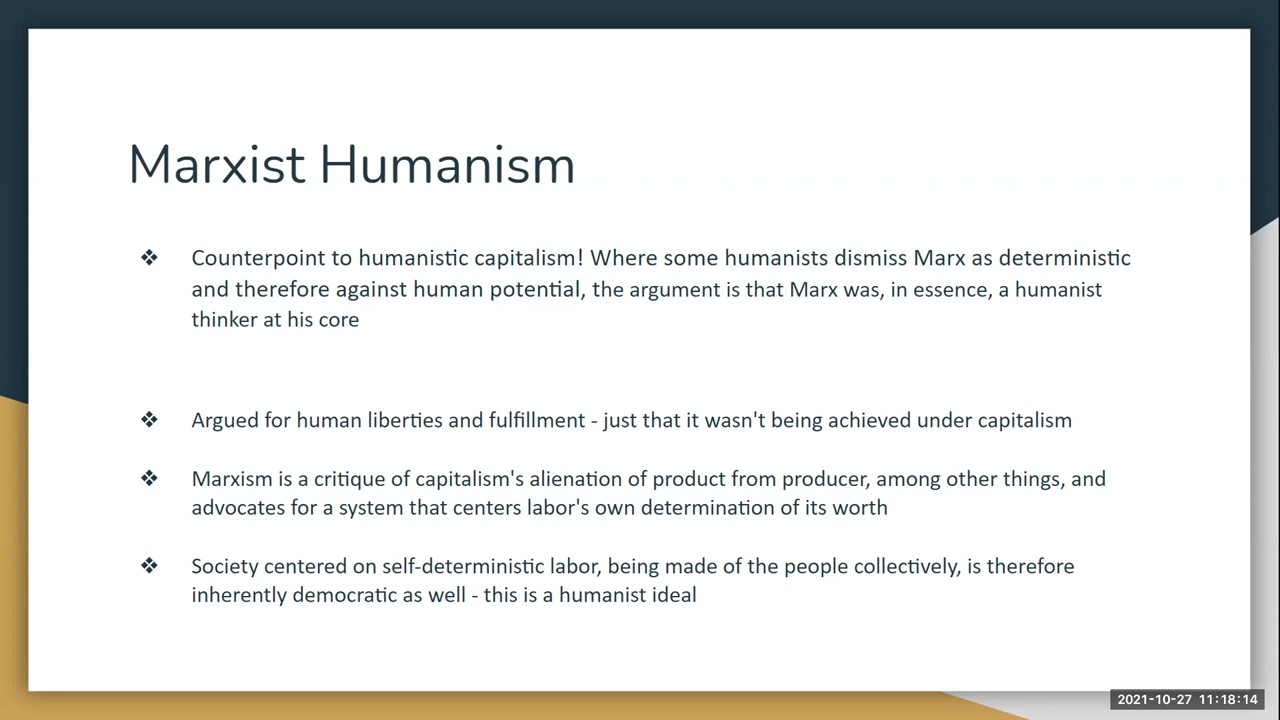 Marxist Humanism
❖ Counterpoint to humanistic capitalism! Where some humanists dismiss Marx as deterministic
and therefore against human potential, the argument is that Marx was, in essence, a humanist
thinker at his core
❖ Argued for human liberties and fulfillment - just that it wasn't being achieved under capitalism
❖ Marxism is a critique of capitalism's alienation of product from producer, among other things, and
advocates for a system that centers labor's own determination of its worth
❖ Society centered on self-deterministic labor, being made of the people collectively, is therefore
inherently democratic as well - this is a humanist ideal
2021-10-27 11:18:14